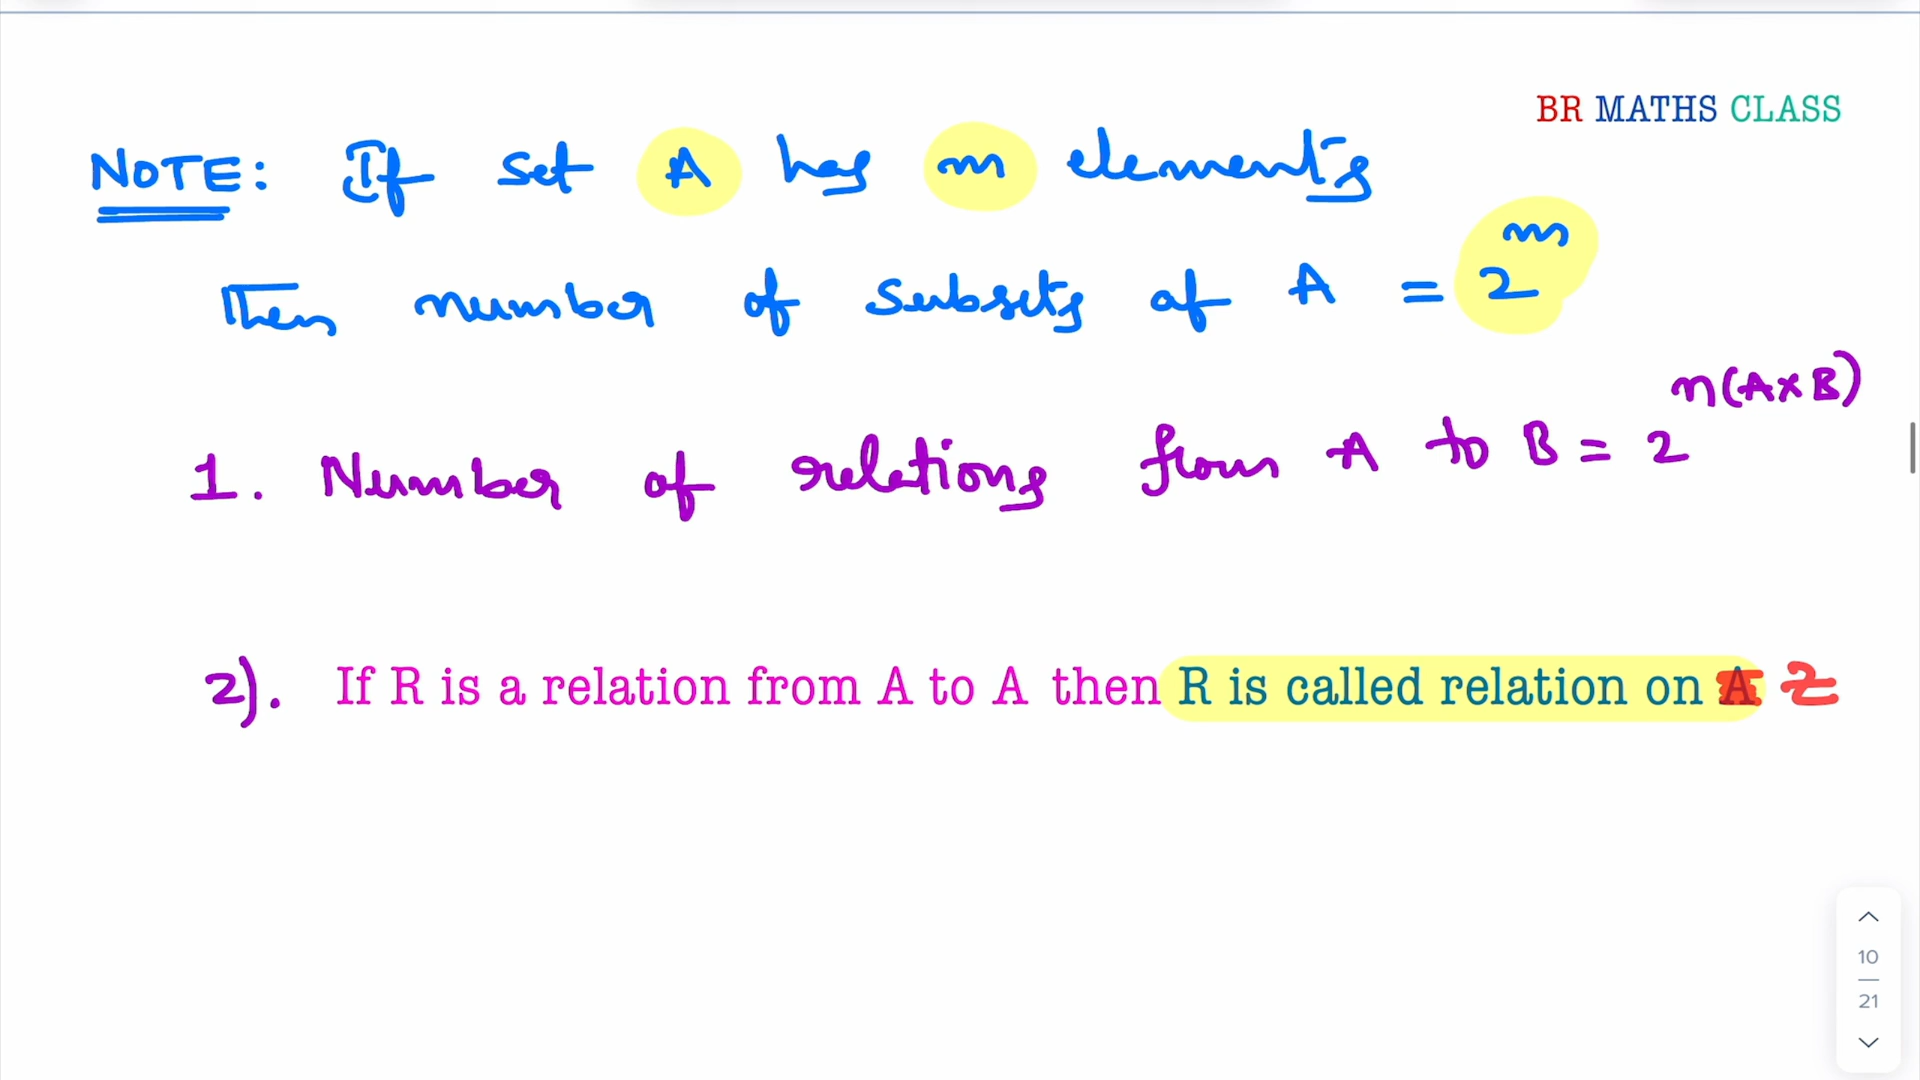 BR MATHS CLASS
NOTE: If set A has m elements
Then number of subsets of A = 2^m
1. Number of relations from A to B = 2^n(A×B)
2). If R is a relation from A to A then R is called relation on A Z
10
21